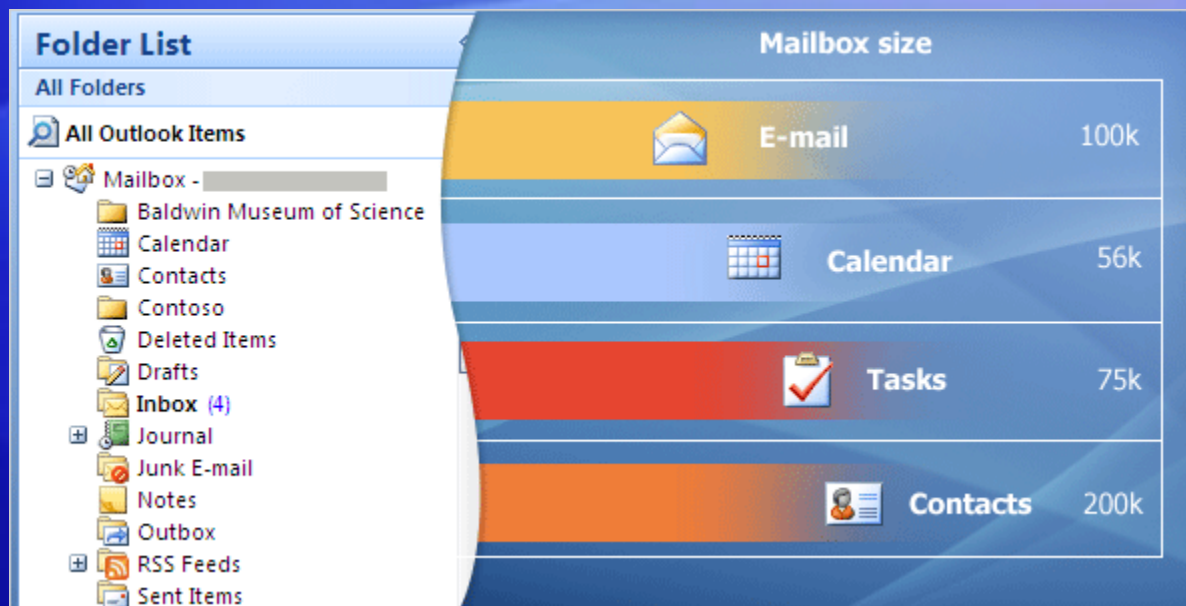 Folder List
All Folders
All Outlook Items
Mailbox -
Baldwin Museum of Science
Calendar
Contacts
Contoso
Deleted Items
Drafts
Inbox (4)
Journal
Junk E-mail
Notes
Outbox
RSS Feeds
Sent Items
Mailbox size
E-mail 100k
Calendar 56k
Tasks 75k
Contacts 200k